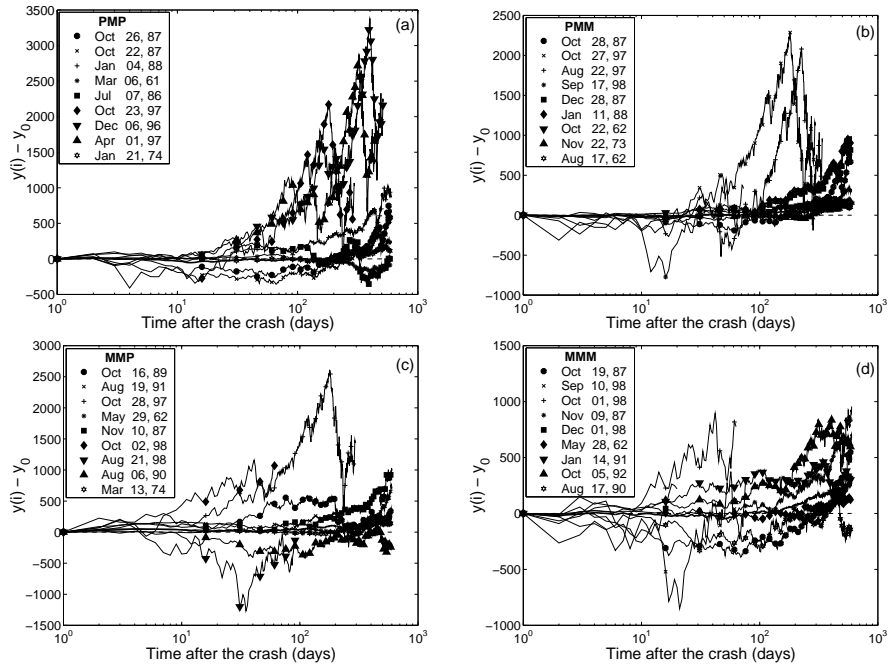 (a)
PMP
Oct 26, 87
Oct 22, 87
Jan 04, 88
Mar 06, 61
Jul 07, 86
Oct 23, 97
Dec 06, 96
Apr 01, 97
Jan 21, 74
3500
3000
2500
2000
1500
1000
500
0
−500
y(i) − y0
10^0
10^1
10^2
10^3
Time after the crash (days)
(b)
PMM
Oct 28, 87
Oct 27, 97
Aug 22, 97
Sep 17, 98
Dec 28, 87
Jan 11, 88
Oct 22, 62
Nov 22, 73
Aug 17, 62
2500
2000
1500
1000
500
0
−500
−1000
y(i) − y0
10^0
10^1
10^2
10^3
Time after the crash (days)
(c)
MMP
Oct 16, 89
Aug 19, 91
Oct 28, 97
May 29, 62
Nov 10, 87
Oct 02, 98
Aug 21, 98
Aug 06, 90
Mar 13, 74
3000
2500
2000
1500
1000
500
0
−500
−1000
−1500
y(i) − y0
10^0
10^1
10^2
10^3
Time after the crash (days)
(d)
MMM
Oct 19, 87
Sep 10, 98
Oct 01, 98
Nov 09, 87
Dec 01, 98
May 28, 62
Jan 14, 91
Oct 05, 92
Aug 17, 90
1500
1000
500
0
−500
−1000
y(i) − y0
10^0
10^1
10^2
10^3
Time after the crash (days)